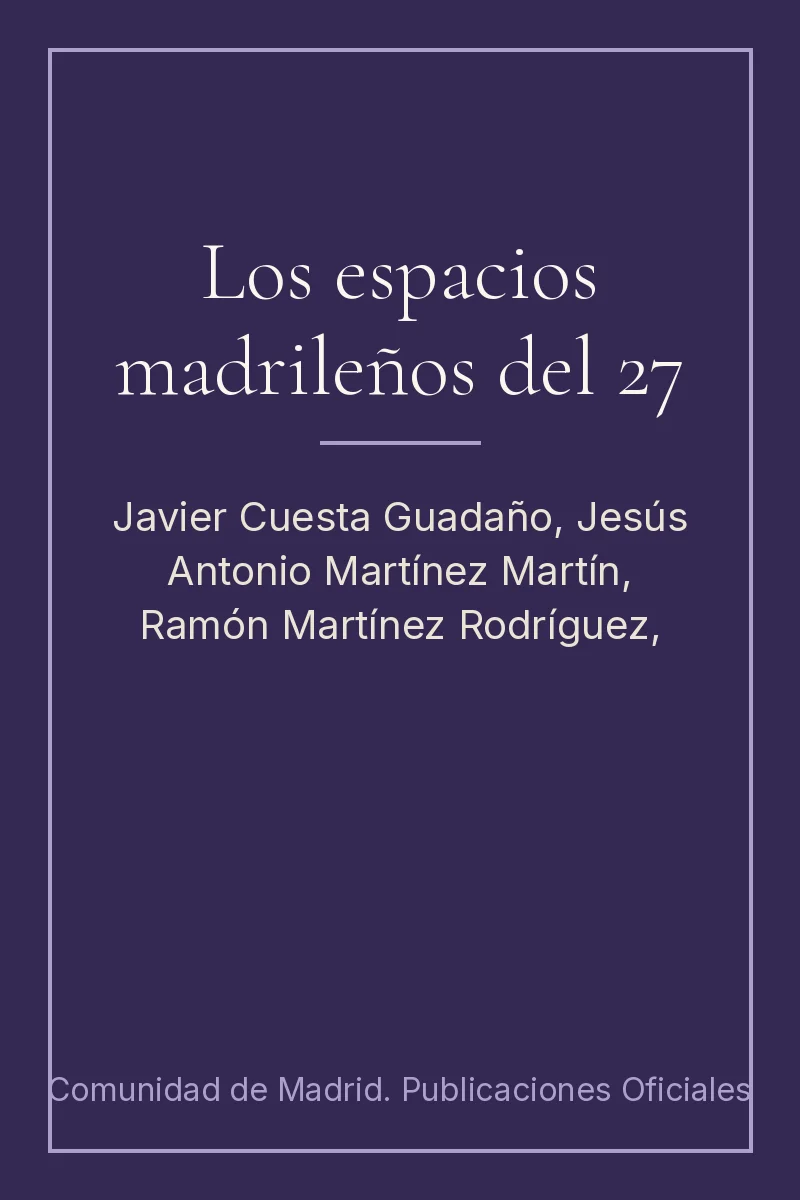 Los espacios
madrileños del 27
Javier Cuesta Guadaño, Jesús
Antonio Martínez Martín,
Ramón Martínez Rodríguez,
Comunidad de Madrid. Publicaciones Oficiales